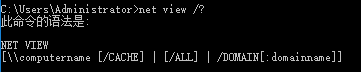 C:\Users\Administrator>net view /?
此命令的语法是:
NET VIEW
[\\computername [/CACHE] | [/ALL] | /DOMAIN[:domainname]]